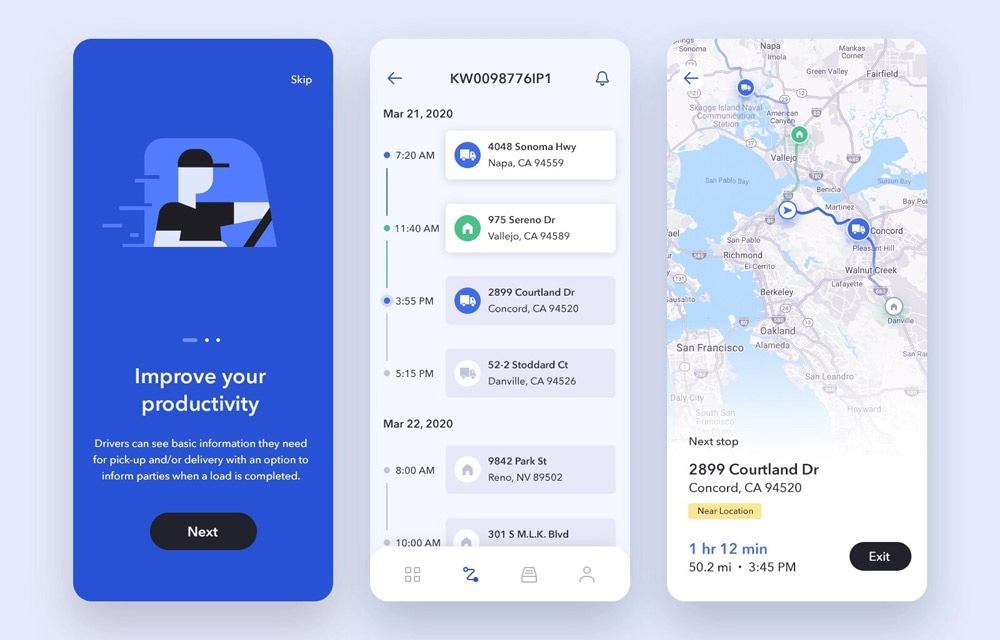 Skip
Improve your
productivity
Drivers can see basic information they need
for pick-up and/or delivery with an option to
inform parties when a load is completed.
Next
KW0098776IP1
Mar 21, 2020
7:20 AM
4048 Sonoma Hwy
Napa, CA 94559
11:40 AM
975 Sereno Dr
Vallejo, CA 94589
3:55 PM
2899 Courtland Dr
Concord, CA 94520
5:15 PM
52-2 Stoddard Ct
Danville, CA 94526
Mar 22, 2020
8:00 AM
9842 Park St
Reno, NV 89502
10:00 AM
301 S M.L.K. Blvd
Sonoma
Napa
Imola
Mankas
Corner
Green Valley
Fairfield
Skaggs Island Naval
Communication
Station
American
Canyon
Vallejo
San Pablo Bay
Benicia
Suisun Bay
Martinez
Bay Po
San Pablo
Concord
Richmond
Pleasant Hill
El Cerrito
Walnut Creek
Lafayette
Berkeley
Sausalito
Danville
Oakland
San Francisco
Alameda
San Ra
San Leandro
Daly City
Hayward
South San
Francisco
Next stop
2899 Courtland Dr
Concord, CA 94520
Near Location
1 hr 12 min
50.2 mi • 3:45 PM
Exit